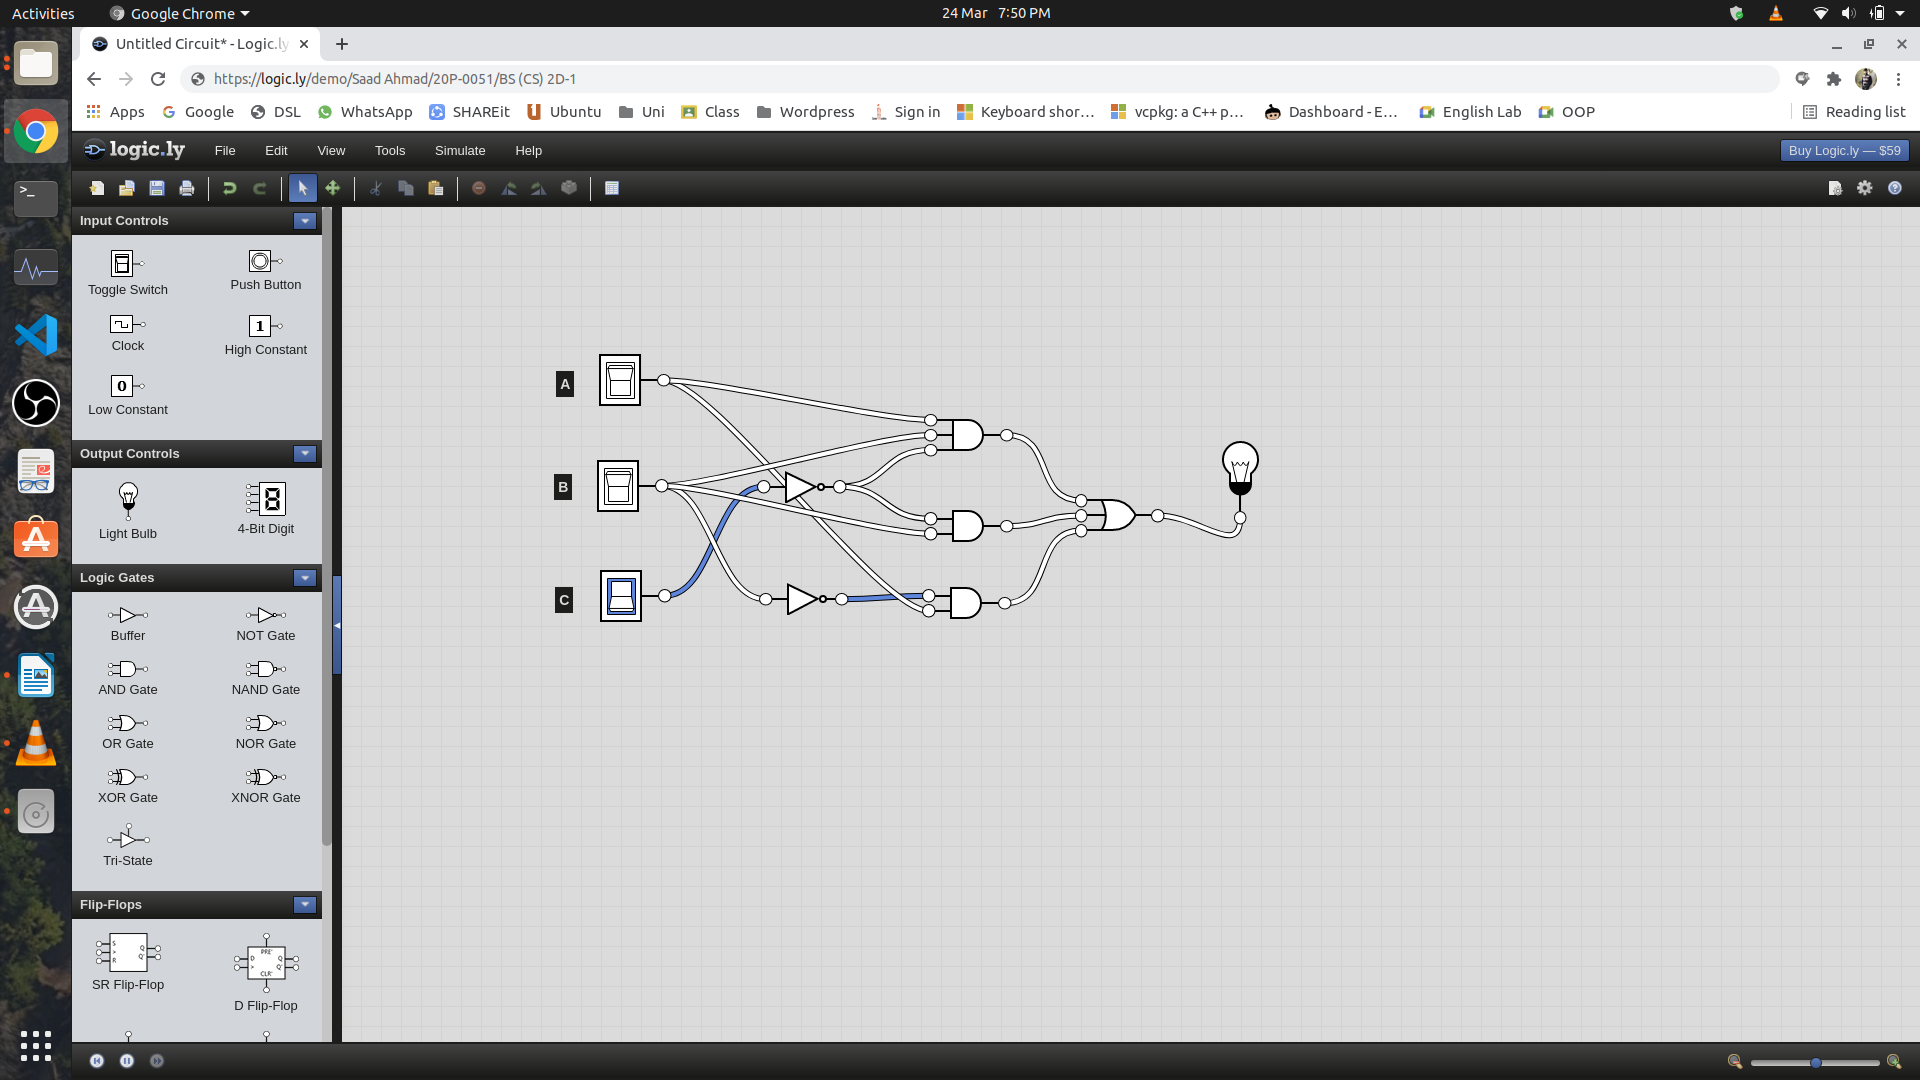 Activities Google Chrome 24 Mar 7:50 PM
Untitled Circuit* - Logic.ly
https://logic.ly/demo/Saad Ahmad/20P-0051/BS (CS) 2D-1
Apps Google DSL WhatsApp SHAREit Ubuntu Uni Class Wordpress Sign in Keyboard shor... vcpkg: a C++ p... Dashboard - E... English Lab OOP Reading list
logic.ly File Edit View Tools Simulate Help Buy Logic.ly — $59
Input Controls
Toggle Switch Push Button
1
Clock High Constant
0
Low Constant
Output Controls
Light Bulb 4-Bit Digit
Logic Gates
Buffer NOT Gate
AND Gate NAND Gate
OR Gate NOR Gate
XOR Gate XNOR Gate
Tri-State
Flip-Flops
S Q
> 
R Q'
PRE'
D Q
> Q'
CLR'
SR Flip-Flop D Flip-Flop
A
B
C